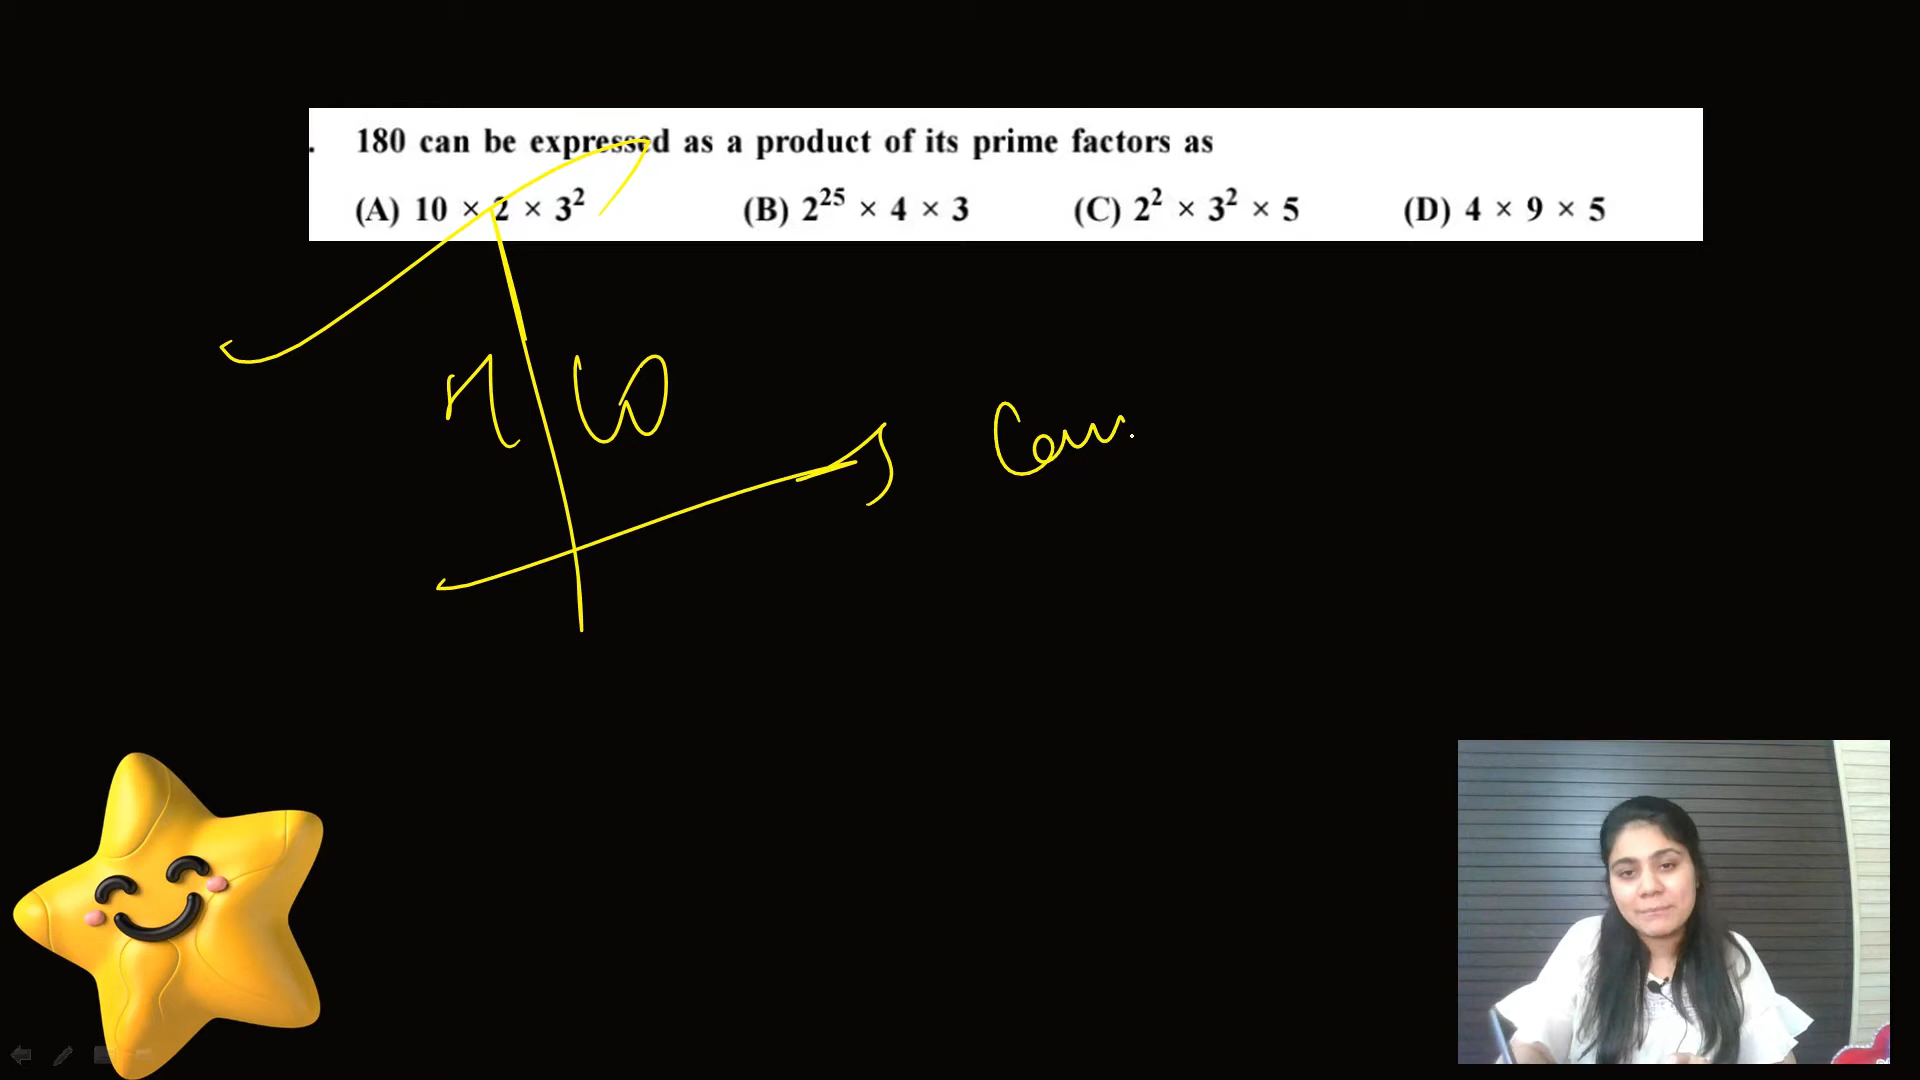 . 180 can be expressed as a product of its prime factors as
(A) 10 × 2 × 3² (B) 2²⁵ × 4 × 3 (C) 2² × 3² × 5 (D) 4 × 9 × 5